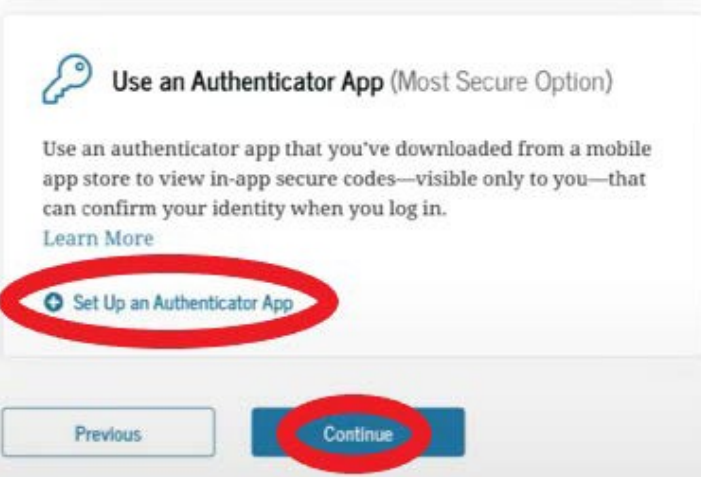 Use an Authenticator App (Most Secure Option)
Use an authenticator app that you've downloaded from a mobile
app store to view in-app secure codes—visible only to you—that
can confirm your identity when you log in.
Learn More
Set Up an Authenticator App
Previous
Continue